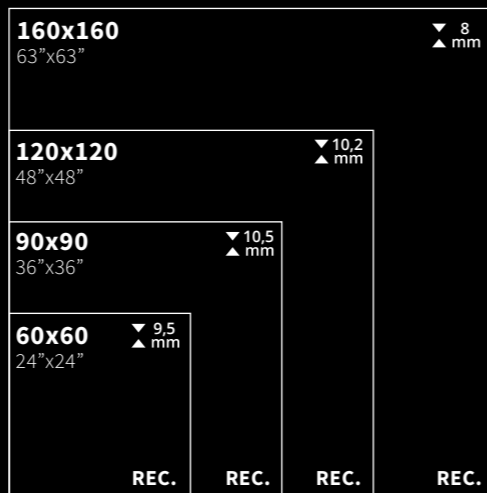 160x160
63”x63”
8
mm
120x120
48”x48”
10,2
mm
90x90
36”x36”
10,5
mm
60x60
24”x24”
9,5
mm
REC.
REC.
REC.
REC.